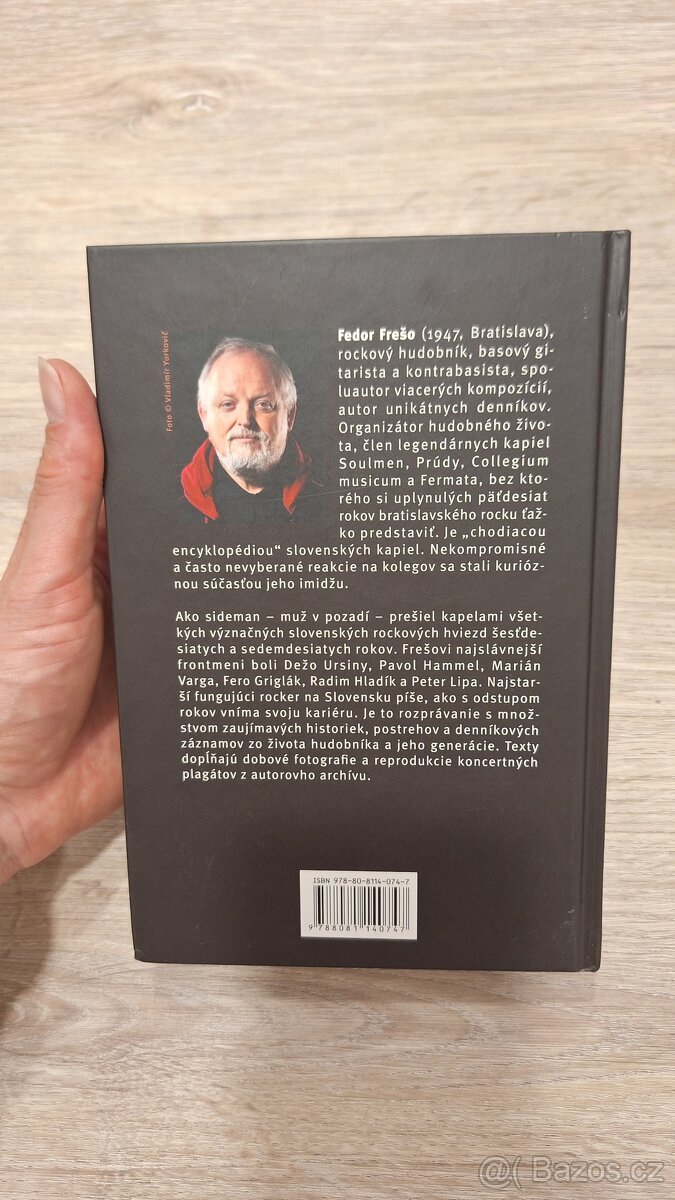 Foto © Vladimír Yurkovič
Fedor Frešo (1947, Bratislava),
rockový hudobník, basový gi-
tarista a kontrabasista, spo-
luautor viacerých kompozícií,
autor unikátnych denníkov.
Organizátor hudobného živo-
ta, člen legendárnych kapiel
Soulmen, Prúdy, Collegium
musicum a Fermata, bez kto-
rého si uplynulých päťdesiat
rokov bratislavského rocku ťaž-
ko predstaviť. Je „chodiacou
encyklopédiou“ slovenských kapiel. Nekompromisné
a často nevyberané reakcie na kolegov sa stali kurióz-
nou súčasťou jeho imidžu.
Ako sideman – muž v pozadí – prešiel kapelami všet-
kých význačných slovenských rockových hviezd šesťde-
siatych a sedemdesiatych rokov. Frešovi najslávnejší
frontmeni boli Dežo Ursiny, Pavol Hammel, Marián
Varga, Fero Griglák, Radim Hladík a Peter Lipa. Najstar-
ší fungujúci rocker na Slovensku píše, ako s odstupom
rokov vníma svoju kariéru. Je to rozprávanie s množ-
stvom zaujímavých historiek, postrehov a denníkových
záznamov zo života hudobníka a jeho generácie. Texty
dopĺňajú dobové fotografie a reprodukcie koncertných
plagátov z autorovho archívu.
ISBN 978-80-8114-074-7
9 788081 140747
@( Bazos.cz